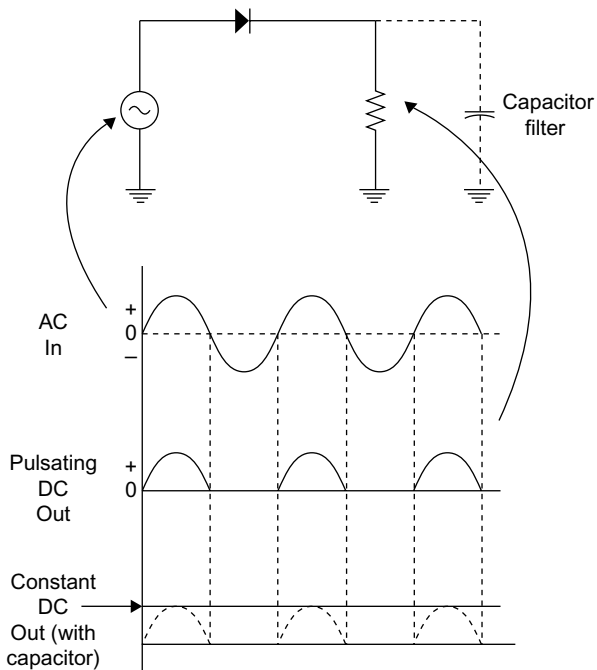 Capacitor
filter
AC
In
+
0
–
Pulsating
DC
Out
+
0
Constant
DC
Out (with
capacitor)